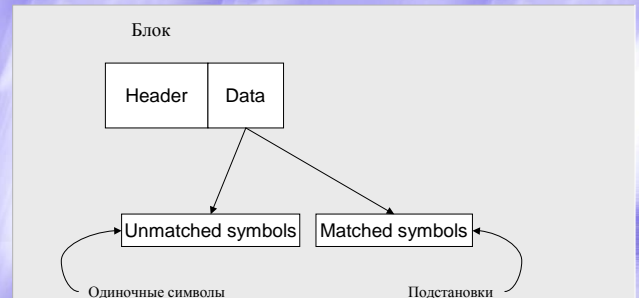 Блок
Header Data
Unmatched symbols Matched symbols
Одиночные символы Подстановки